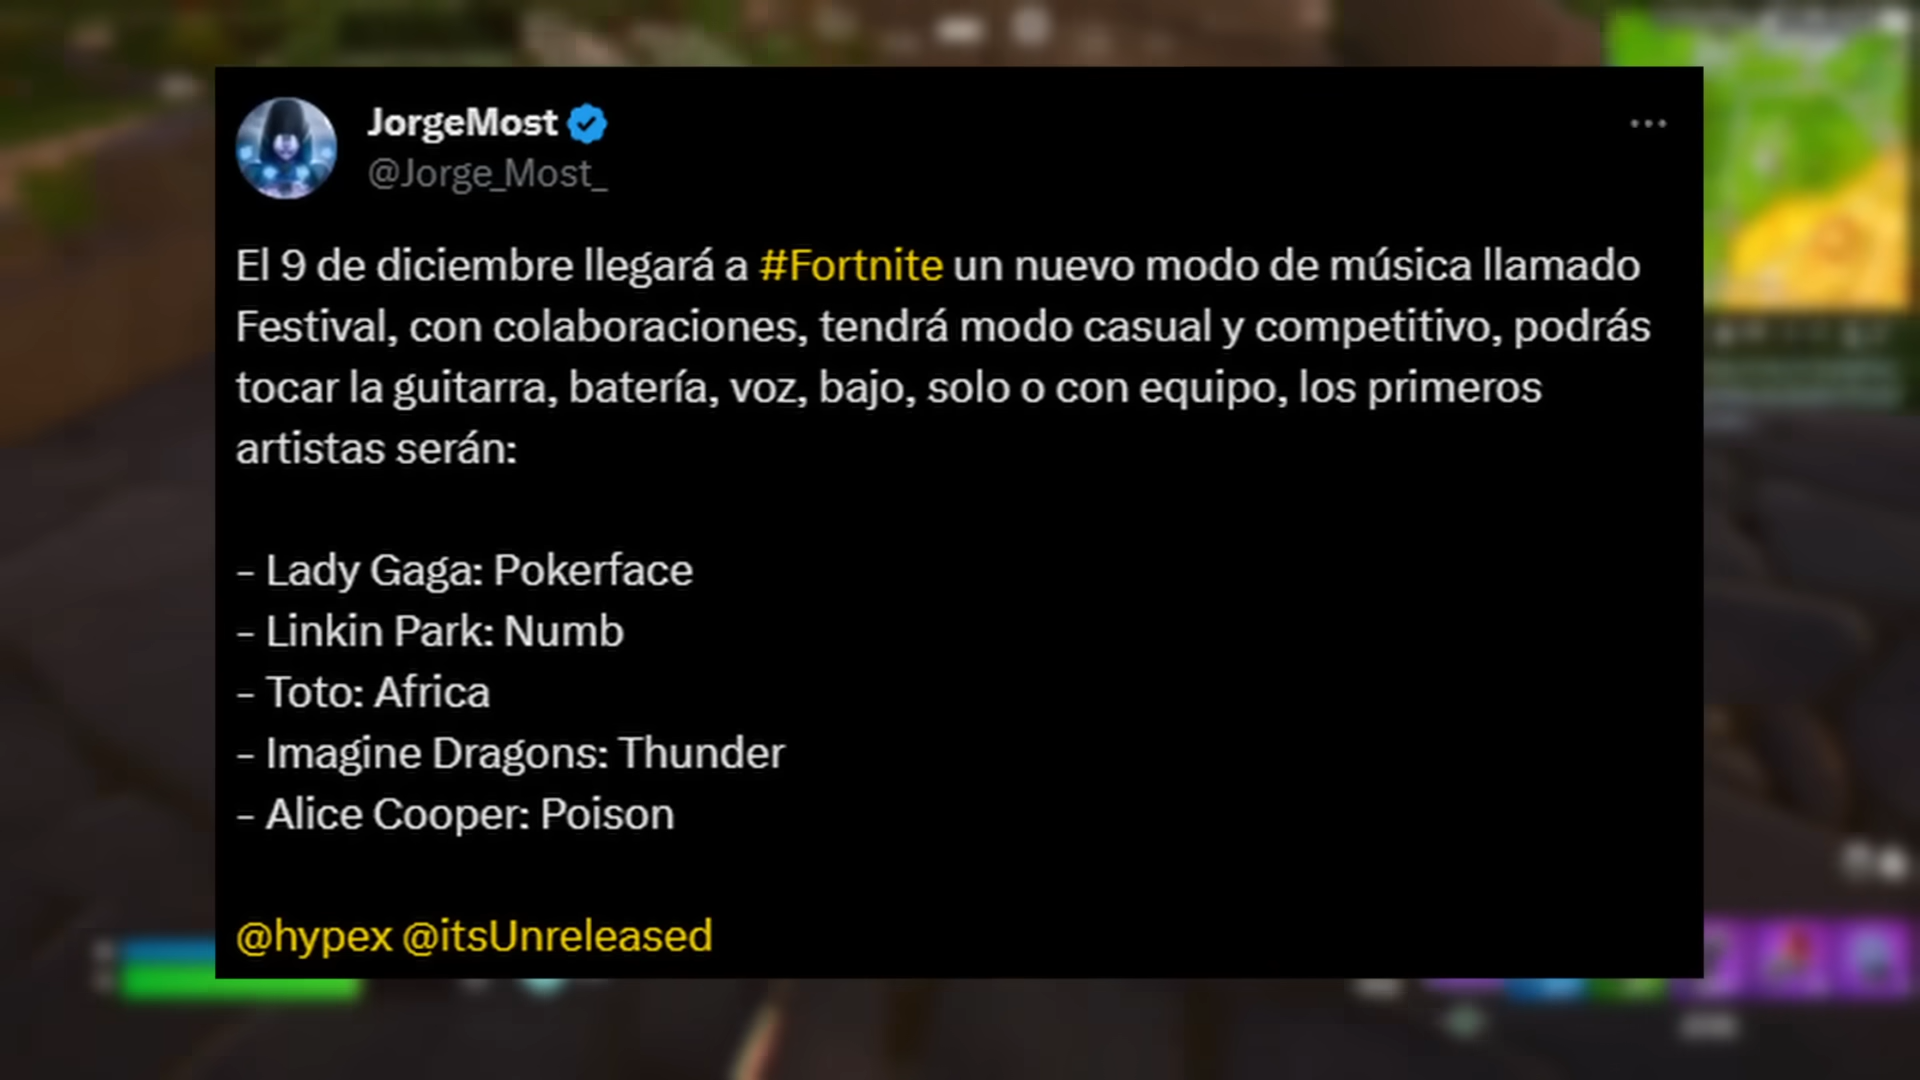 JorgeMost
@Jorge_Most_
El 9 de diciembre llegará a #Fortnite un nuevo modo de música llamado
Festival, con colaboraciones, tendrá modo casual y competitivo, podrás
tocar la guitarra, batería, voz, bajo, solo o con equipo, los primeros
artistas serán:
- Lady Gaga: Pokerface
- Linkin Park: Numb
- Toto: Africa
- Imagine Dragons: Thunder
- Alice Cooper: Poison
@hypex @itsUnreleased